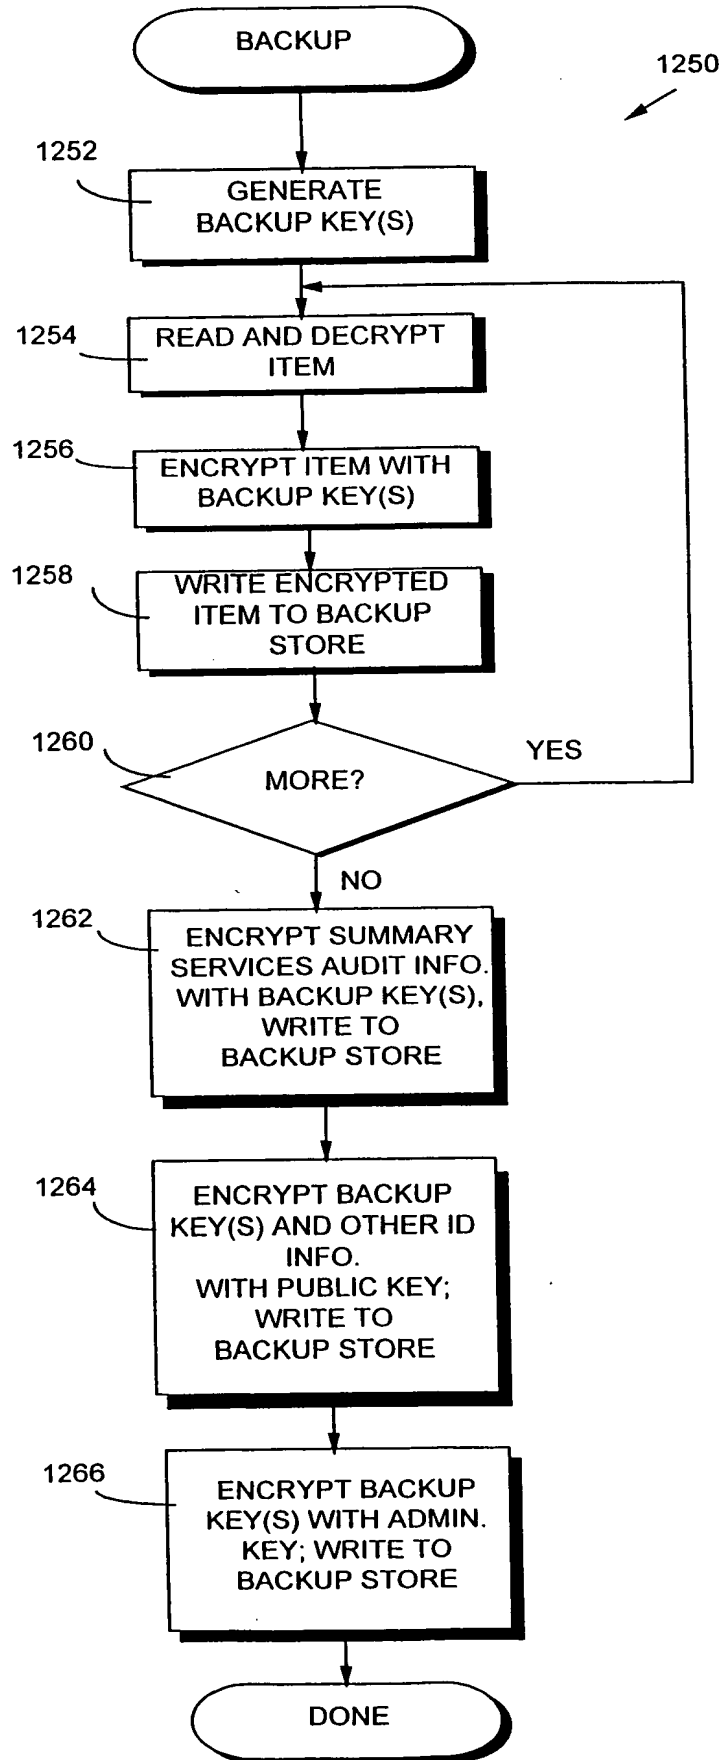 BACKUP
1250
1252
GENERATE
BACKUP KEY(S)
1254
READ AND DECRYPT
ITEM
1256
ENCRYPT ITEM WITH
BACKUP KEY(S)
1258
WRITE ENCRYPTED
ITEM TO BACKUP
STORE
1260
MORE?
YES
NO
1262
ENCRYPT SUMMARY
SERVICES AUDIT INFO.
WITH BACKUP KEY(S),
WRITE TO
BACKUP STORE
1264
ENCRYPT BACKUP
KEY(S) AND OTHER ID
INFO.
WITH PUBLIC KEY;
WRITE TO
BACKUP STORE
1266
ENCRYPT BACKUP
KEY(S) WITH ADMIN.
KEY; WRITE TO
BACKUP STORE
DONE